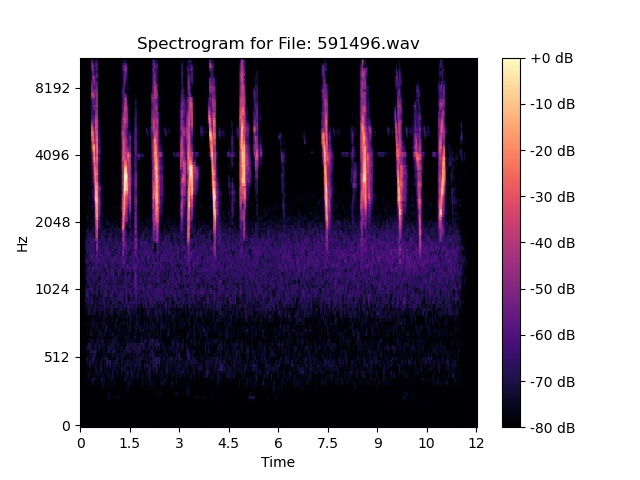 Spectrogram for File: 591496.wav
Hz
8192
4096
2048
1024
512
0
0 1.5 3 4.5 6 7.5 9 10 12
Time
+0 dB
-10 dB
-20 dB
-30 dB
-40 dB
-50 dB
-60 dB
-70 dB
-80 dB